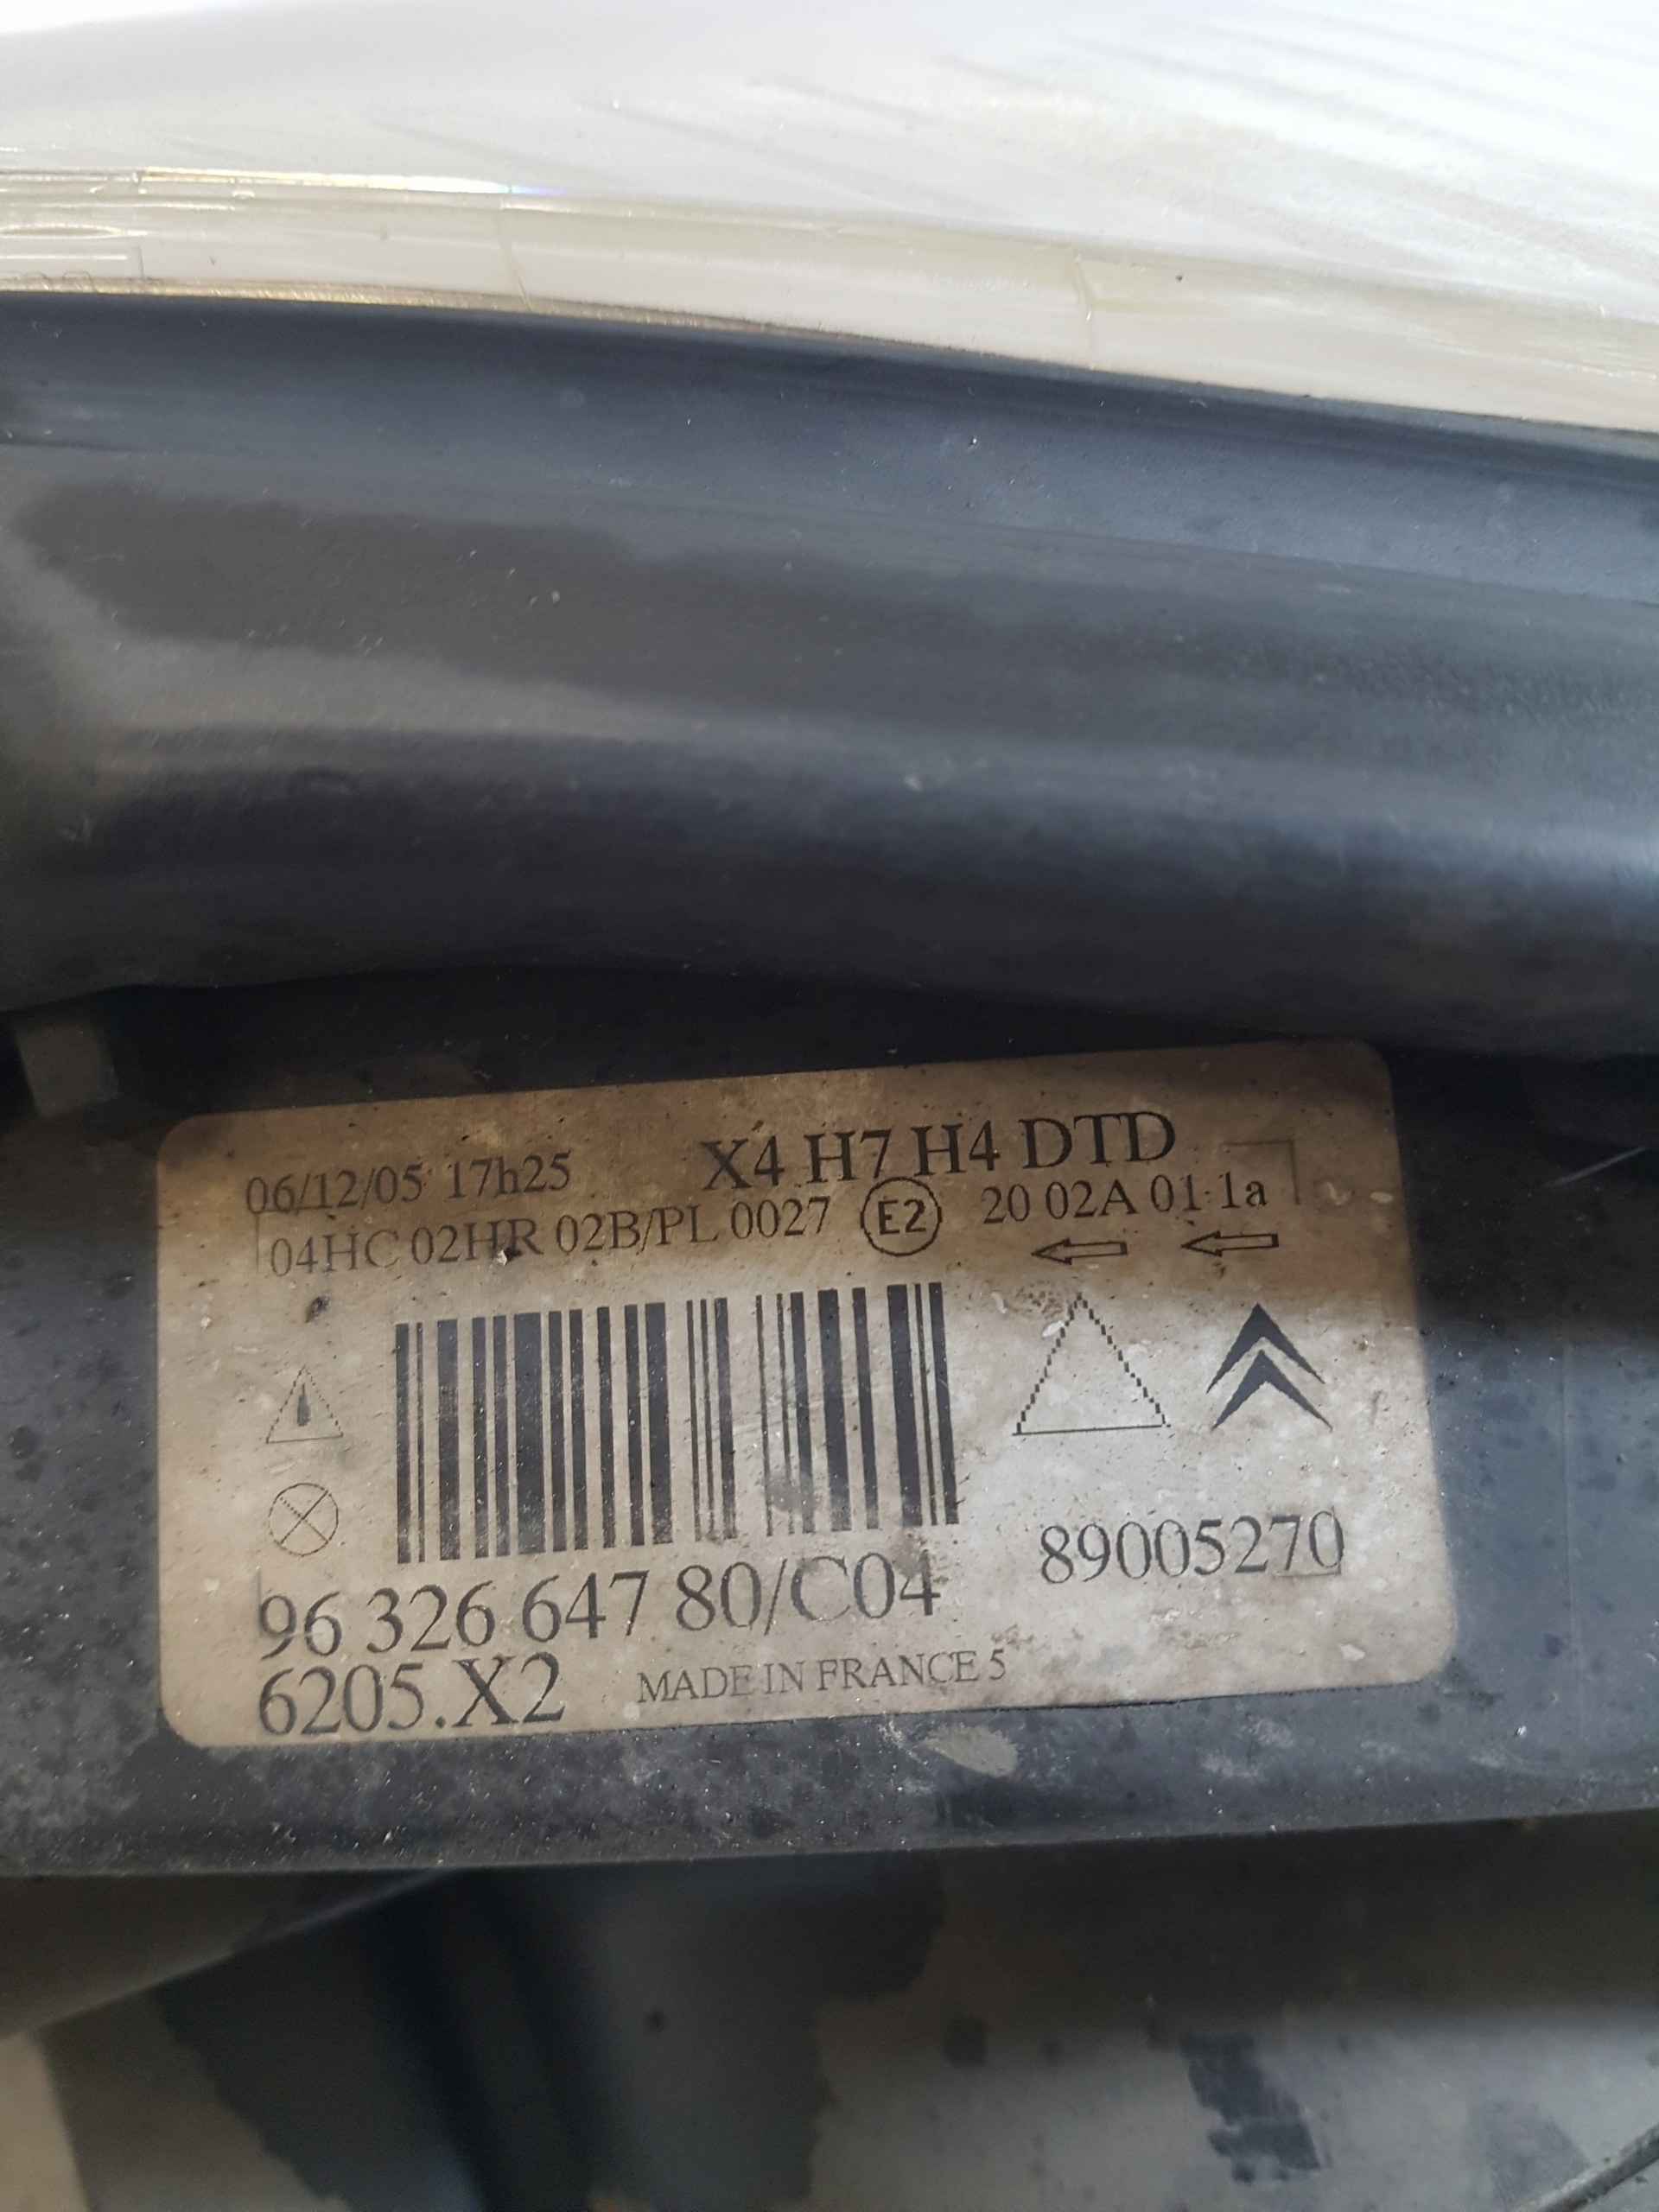 06/12/05 17h25 X4 H7 H4 DTD
04HC 02HR 02B/PL 0027 E2 20 02A 01 1a
89005270
96 326 647 80/C04
6205.X2 MADE IN FRANCE 5